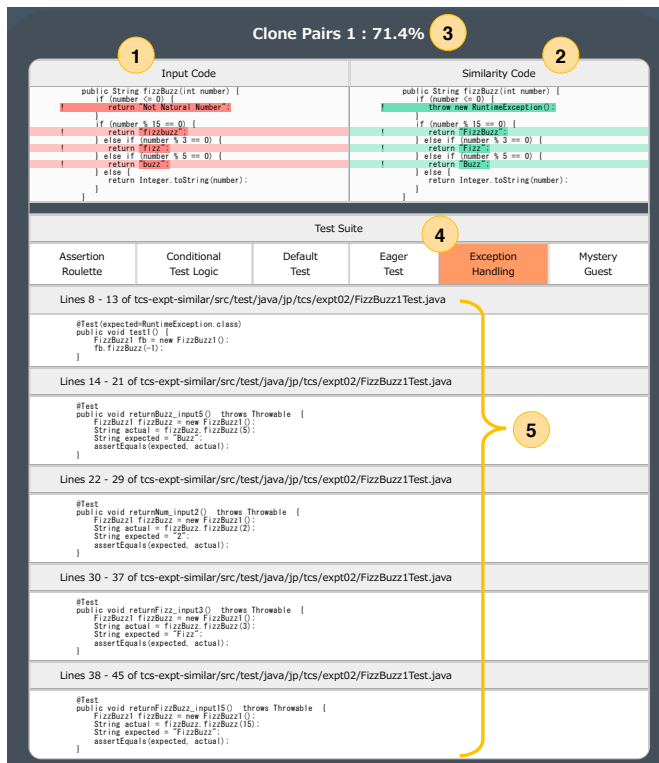 Clone Pairs 1 : 71.4%
3
1
2
Input Code
Similarity Code
public String fizzBuzz(int number) {
if (number <= 0) {
! return "Not Natural Number";
}
if (number % 15 == 0) {
! return "fizzbuzz";
} else if (number % 3 == 0) {
! return "fizz";
} else if (number % 5 == 0) {
! return "buzz";
} else {
return Integer.toString(number);
}
}
public String fizzBuzz(int number) {
if (number <= 0) {
! throw new RuntimeException();
}
if (number % 15 == 0) {
! return "FizzBuzz";
} else if (number % 3 == 0) {
! return "Fizz";
} else if (number % 5 == 0) {
! return "Buzz";
} else {
return Integer.toString(number);
}
}
Test Suite
4
Assertion
Roulette
Conditional
Test Logic
Default
Test
Eager
Test
Exception
Handling
Mystery
Guest
Lines 8 - 13 of tcs-expt-similar/src/test/java/jp/tcs/expt02/FizzBuzz1Test.java
@Test(expected=RuntimeException.class)
public void test1() {
FizzBuzz1 fb = new FizzBuzz1();
fb.fizzBuzz(-1);
}
Lines 14 - 21 of tcs-expt-similar/src/test/java/jp/tcs/expt02/FizzBuzz1Test.java
@Test
public void returnBuzz_input5() throws Throwable {
FizzBuzz1 fizzBuzz = new FizzBuzz1();
String actual = fizzBuzz.fizzBuzz(5);
String expected = "Buzz";
assertEquals(expected, actual);
}
5
Lines 22 - 29 of tcs-expt-similar/src/test/java/jp/tcs/expt02/FizzBuzz1Test.java
@Test
public void returnNum_input2() throws Throwable {
FizzBuzz1 fizzBuzz = new FizzBuzz1();
String actual = fizzBuzz.fizzBuzz(2);
String expected = "2";
assertEquals(expected, actual);
}
Lines 30 - 37 of tcs-expt-similar/src/test/java/jp/tcs/expt02/FizzBuzz1Test.java
@Test
public void returnFizz_input3() throws Throwable {
FizzBuzz1 fizzBuzz = new FizzBuzz1();
String actual = fizzBuzz.fizzBuzz(3);
String expected = "Fizz";
assertEquals(expected, actual);
}
Lines 38 - 45 of tcs-expt-similar/src/test/java/jp/tcs/expt02/FizzBuzz1Test.java
@Test
public void returnFizzBuzz_input15() throws Throwable {
FizzBuzz1 fizzBuzz = new FizzBuzz1();
String actual = fizzBuzz.fizzBuzz(15);
String expected = "FizzBuzz";
assertEquals(expected, actual);
}